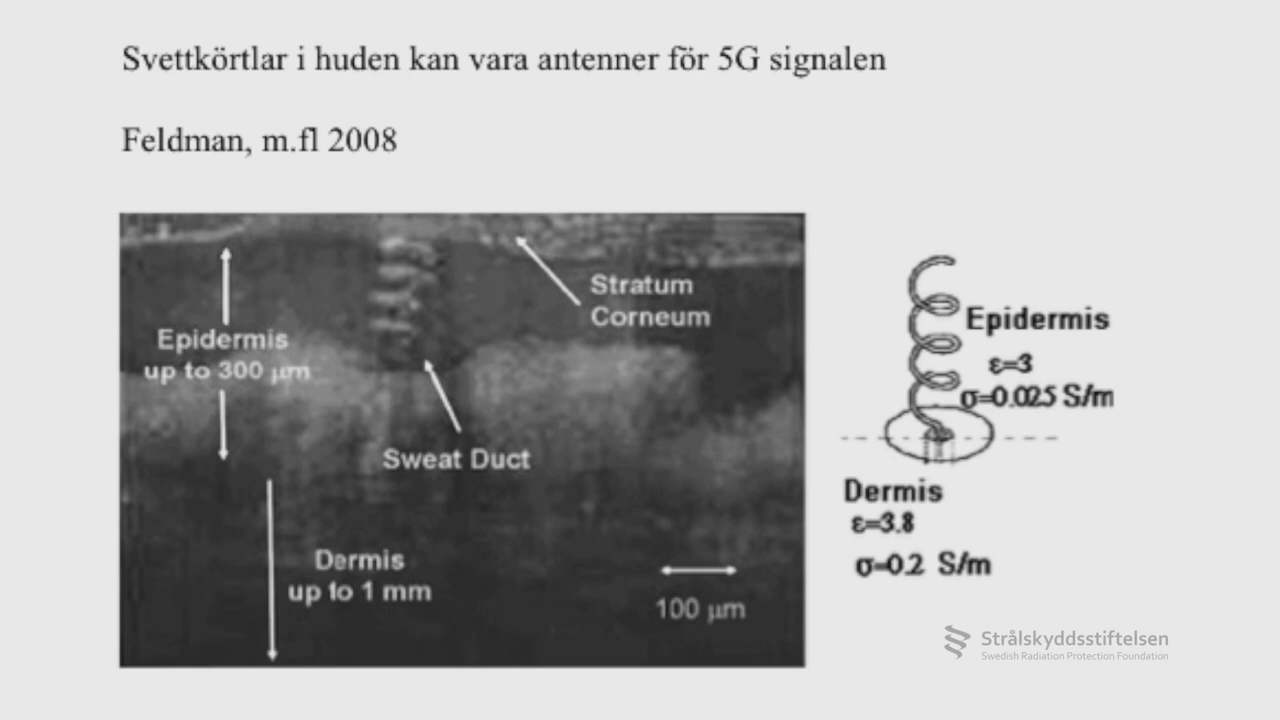 Svettkörtlar i huden kan vara antenner för 5G signalen
Feldman, m.fl 2008
Stratum
Corneum
Epidermis
up to 300 μm
Sweat Duct
Dermis
up to 1 mm
100 μm
Epidermis
ε=3
σ=0.025 S/m
Dermis
ε=3.8
σ=0.2 S/m
Strålskyddsstiftelsen
Swedish Radiation Protection Foundation